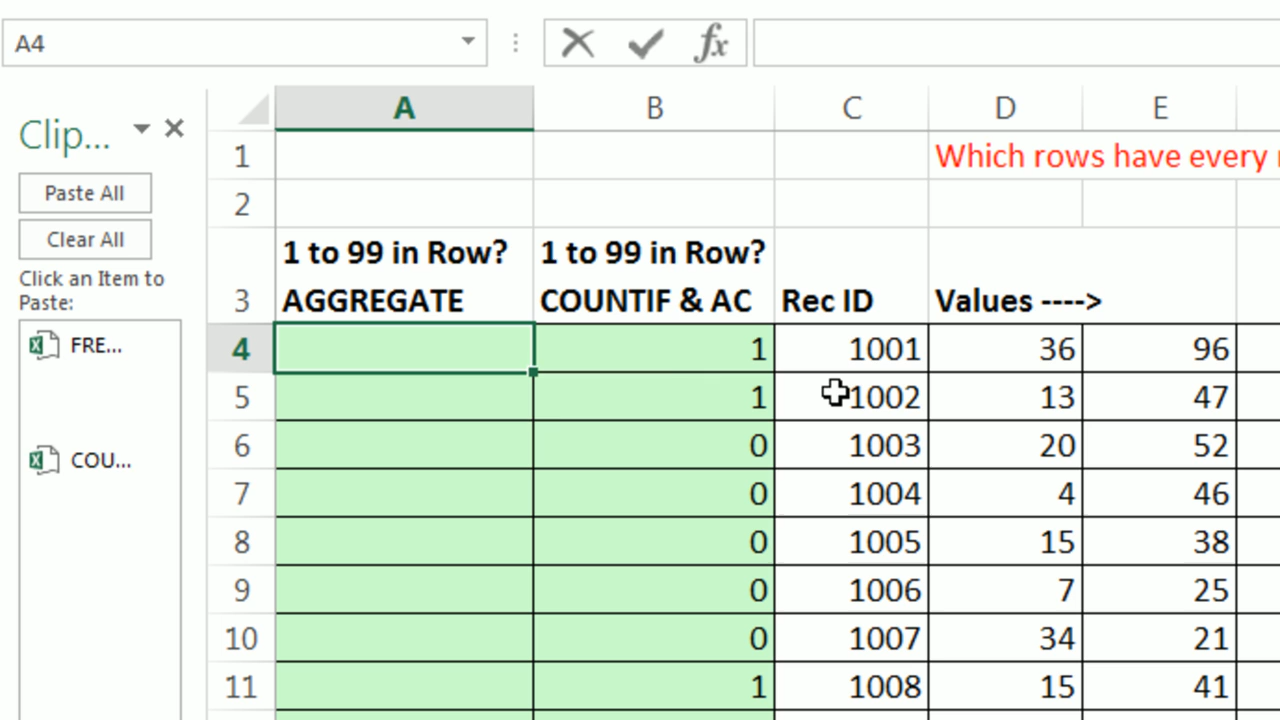 A4 fx
A B C D E
Clip...
1 Which rows have every
Paste All
2
Clear All
Click an Item to
Paste:
1 to 99 in Row? 1 to 99 in Row?
3 AGGREGATE COUNTIF & AC Rec ID Values ---->
FRE...
4 1 1001 36 96
5 1 1002 13 47
COU...
6 0 1003 20 52
7 0 1004 4 46
8 0 1005 15 38
9 0 1006 7 25
10 0 1007 34 21
11 1 1008 15 41